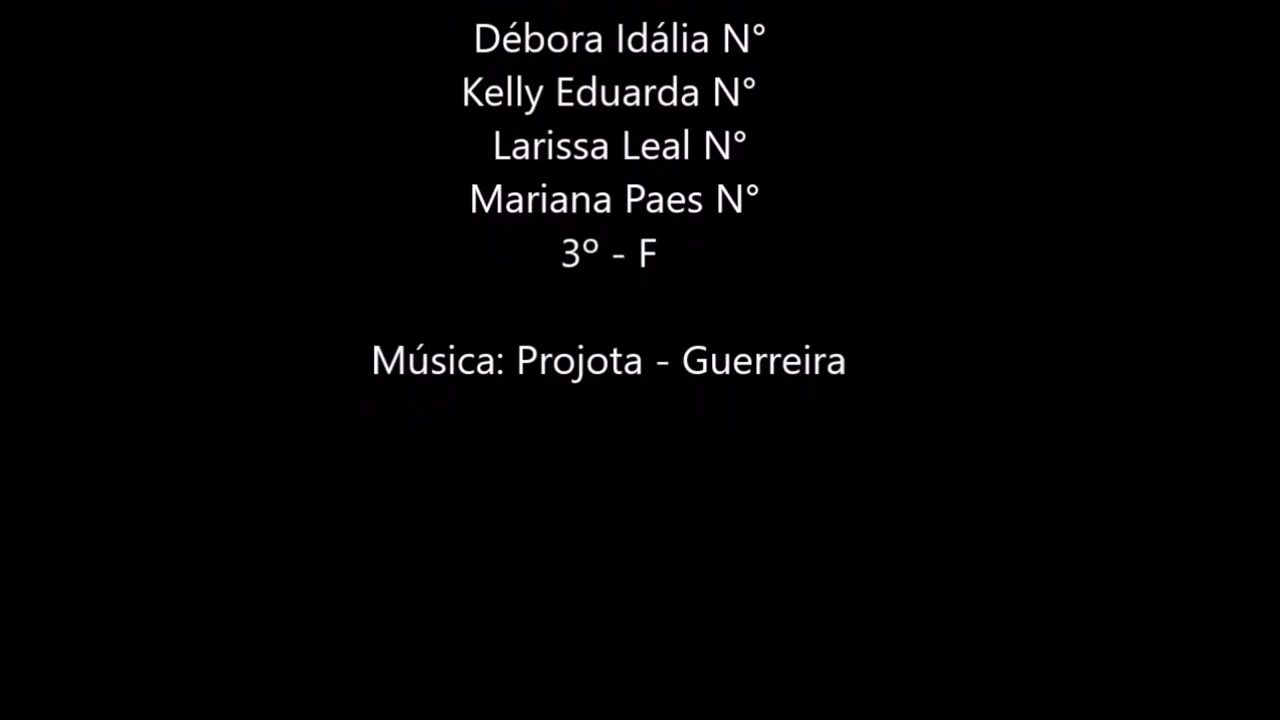 Débora Idália N°
Kelly Eduarda N°
Larissa Leal N°
Mariana Paes N°
3º - F
Música: Projota - Guerreira